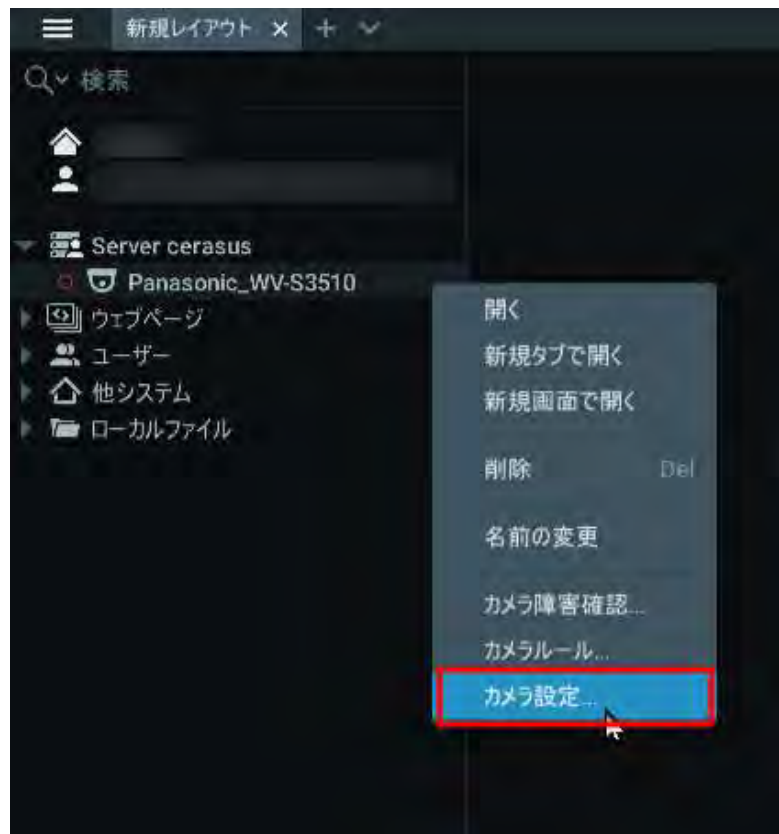 新規レイアウト
検索
Server cerasus
Panasonic_WV-S3510
ウェブページ
ユーザー
他システム
ローカルファイル
開く
新規タブで開く
新規画面で開く
削除 Del
名前の変更
カメラ障害確認...
カメラルール...
カメラ設定...